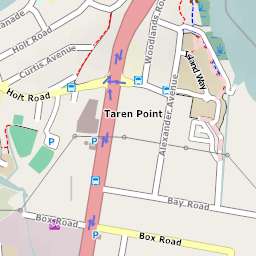 Holt Road
Curtis Avenue
Woodlands Road
Island Way
Holt Road
P
Taren Point
Alexander Avenue
P
P
Bay Road
Box Road
P
Box Road